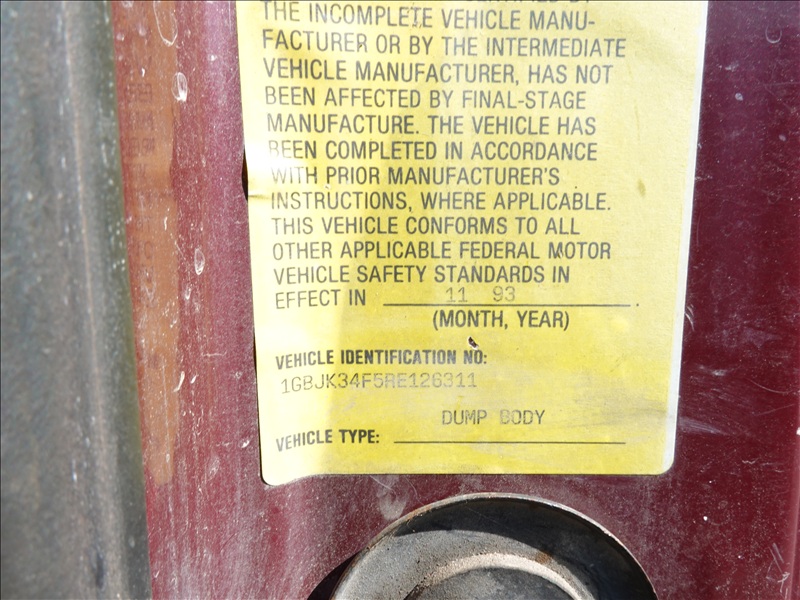 THE INCOMPLETE VEHICLE MANU-
FACTURER OR BY THE INTERMEDIATE
VEHICLE MANUFACTURER, HAS NOT
BEEN AFFECTED BY FINAL-STAGE
MANUFACTURE. THE VEHICLE HAS
BEEN COMPLETED IN ACCORDANCE
WITH PRIOR MANUFACTURER'S
INSTRUCTIONS, WHERE APPLICABLE.
THIS VEHICLE CONFORMS TO ALL
OTHER APPLICABLE FEDERAL MOTOR
VEHICLE SAFETY STANDARDS IN
EFFECT IN 11 93.
(MONTH, YEAR)
VEHICLE IDENTIFICATION NO:
1GBJK34F5RE126311
DUMP BODY
VEHICLE TYPE: